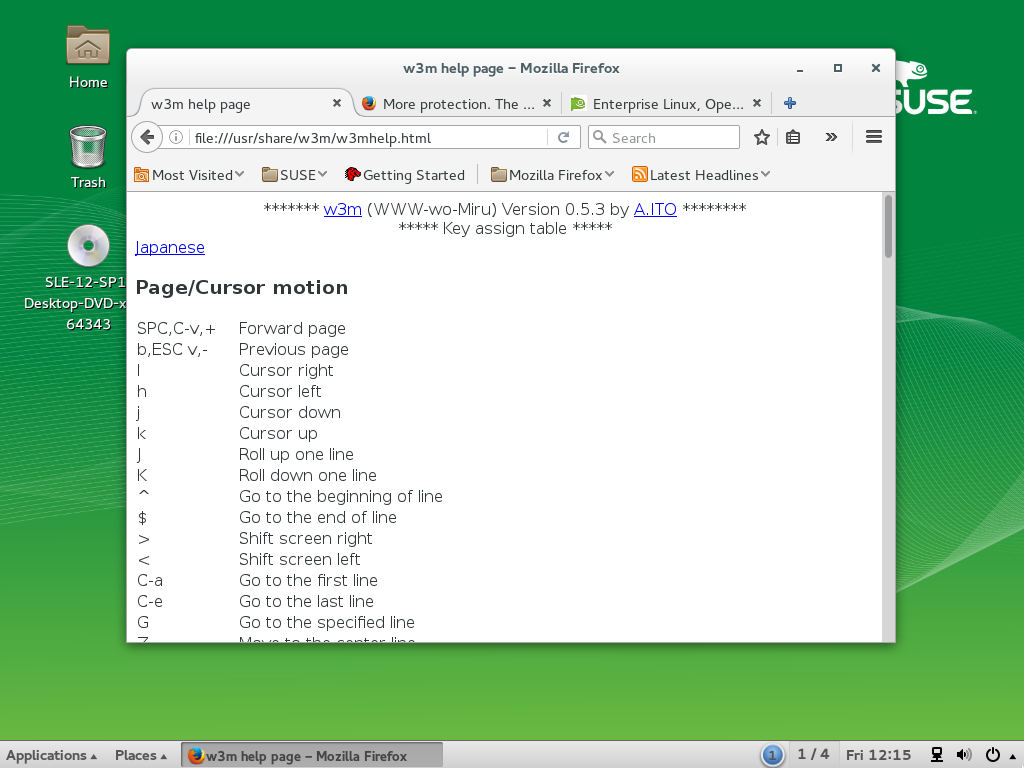 Home
Trash
SLE-12-SP1
Desktop-DVD-x
64343
SUSE
w3m help page – Mozilla Firefox
w3m help page
More protection. The ...
Enterprise Linux, Ope...
file:///usr/share/w3m/w3mhelp.html
Search
Most Visited
SUSE
Getting Started
Mozilla Firefox
Latest Headlines
******* w3m (WWW-wo-Miru) Version 0.5.3 by A.ITO ********
***** Key assign table *****
Japanese
Page/Cursor motion
SPC,C-v,+ Forward page
b,ESC v,- Previous page
l Cursor right
h Cursor left
j Cursor down
k Cursor up
J Roll up one line
K Roll down one line
^ Go to the beginning of line
$ Go to the end of line
> Shift screen right
< Shift screen left
C-a Go to the first line
C-e Go to the last line
G Go to the specified line
Z Move to the center line
Applications
Places
w3m help page – Mozilla Firefox
1
1 / 4
Fri 12:15